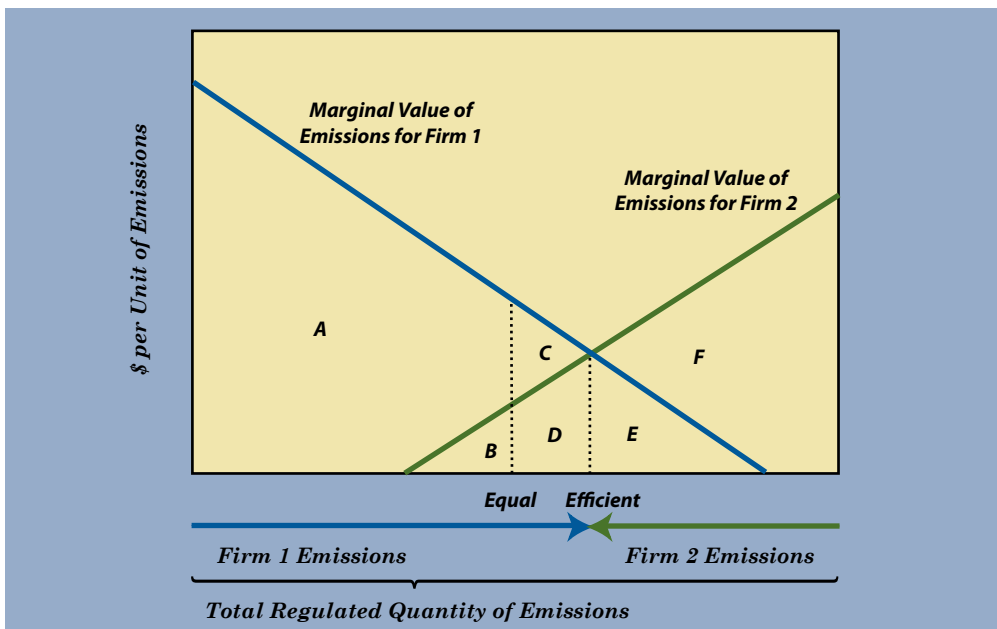 $ per Unit of Emissions
Marginal Value of
Emissions for Firm 1
Marginal Value of
Emissions for Firm 2
A
C
F
B
D
E
Equal
Efficient
Firm 1 Emissions
Firm 2 Emissions
Total Regulated Quantity of Emissions